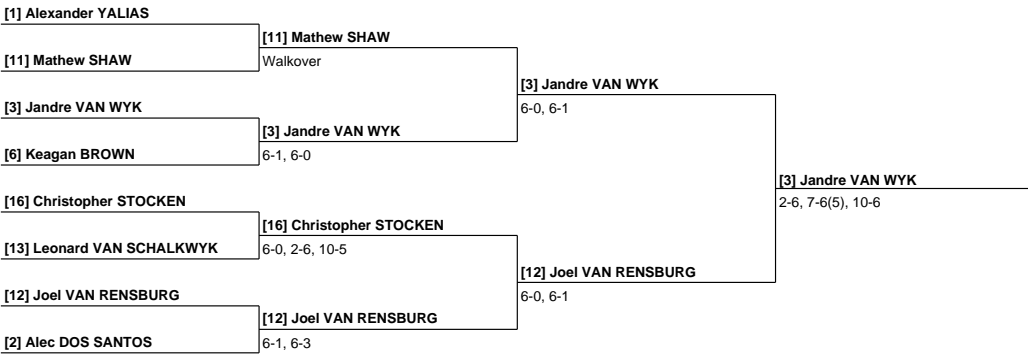 [1] Alexander YALIAS
[11] Mathew SHAW
[11] Mathew SHAW
Walkover
[3] Jandre VAN WYK
6-0, 6-1
[3] Jandre VAN WYK
[3] Jandre VAN WYK
[6] Keagan BROWN
6-1, 6-0
[3] Jandre VAN WYK
2-6, 7-6(5), 10-6
[16] Christopher STOCKEN
[16] Christopher STOCKEN
[13] Leonard VAN SCHALKWYK
6-0, 2-6, 10-5
[12] Joel VAN RENSBURG
6-0, 6-1
[12] Joel VAN RENSBURG
[12] Joel VAN RENSBURG
[2] Alec DOS SANTOS
6-1, 6-3